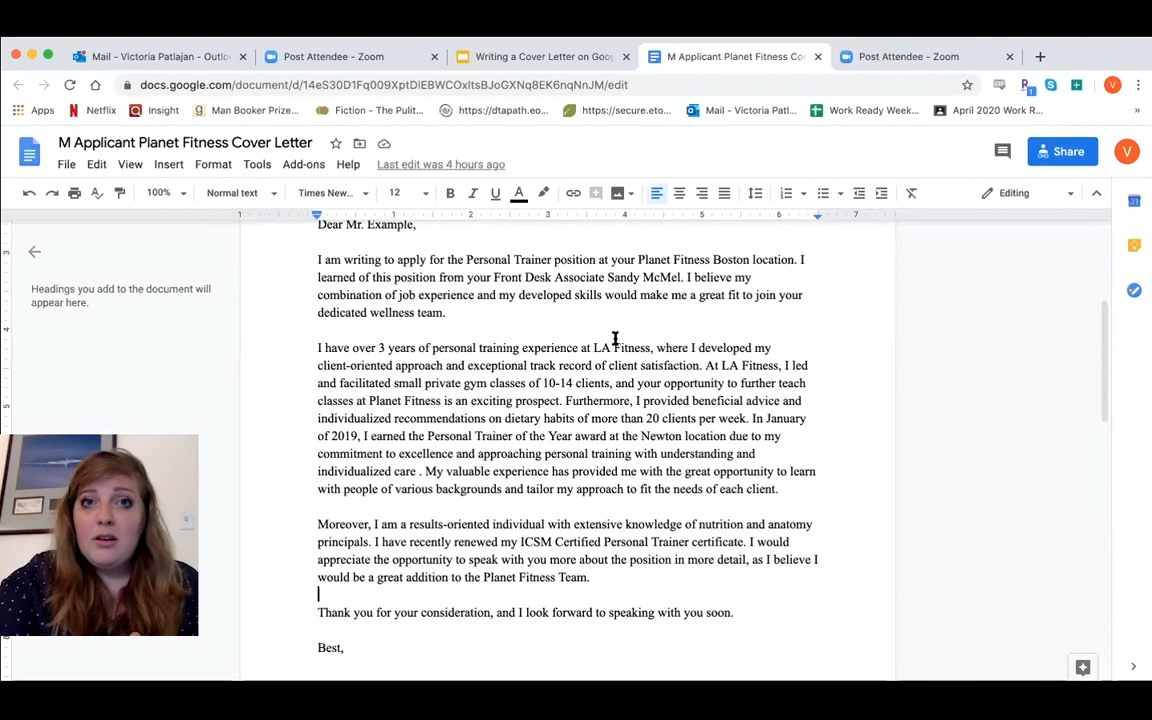 Mail - Victoria Patlajan - Outlo
Post Attendee - Zoom
Writing a Cover Letter on Goog
M Applicant Planet Fitness Co
Post Attendee - Zoom
docs.google.com/document/d/14eS30D1Fq009XptDlEBWCOxItsBJoGXNq8EK6nqNnJM/edit
Apps
Netflix
Insight
Man Booker Prize...
Fiction - The Pulit...
https://dtapath.eo...
https://secure.eto...
Mail - Victoria Patl...
Work Ready Week...
April 2020 Work R...
M Applicant Planet Fitness Cover Letter
File Edit View Insert Format Tools Add-ons Help Last edit was 4 hours ago
Share
V
100% Normal text Times New... 12 B I U A Editing
1 1 2 3 4 5 6 7
Headings you add to the document will
appear here.
Dear Mr. Example,
I am writing to apply for the Personal Trainer position at your Planet Fitness Boston location. I
learned of this position from your Front Desk Associate Sandy McMel. I believe my
combination of job experience and my developed skills would make me a great fit to join your
dedicated wellness team.
I have over 3 years of personal training experience at LA Fitness, where I developed my
client-oriented approach and exceptional track record of client satisfaction. At LA Fitness, I led
and facilitated small private gym classes of 10-14 clients, and your opportunity to further teach
classes at Planet Fitness is an exciting prospect. Furthermore, I provided beneficial advice and
individualized recommendations on dietary habits of more than 20 clients per week. In January
of 2019, I earned the Personal Trainer of the Year award at the Newton location due to my
commitment to excellence and approaching personal training with understanding and
individualized care . My valuable experience has provided me with the great opportunity to learn
with people of various backgrounds and tailor my approach to fit the needs of each client.
Moreover, I am a results-oriented individual with extensive knowledge of nutrition and anatomy
principals. I have recently renewed my ICSM Certified Personal Trainer certificate. I would
appreciate the opportunity to speak with you more about the position in more detail, as I believe I
would be a great addition to the Planet Fitness Team.
Thank you for your consideration, and I look forward to speaking with you soon.
Best,